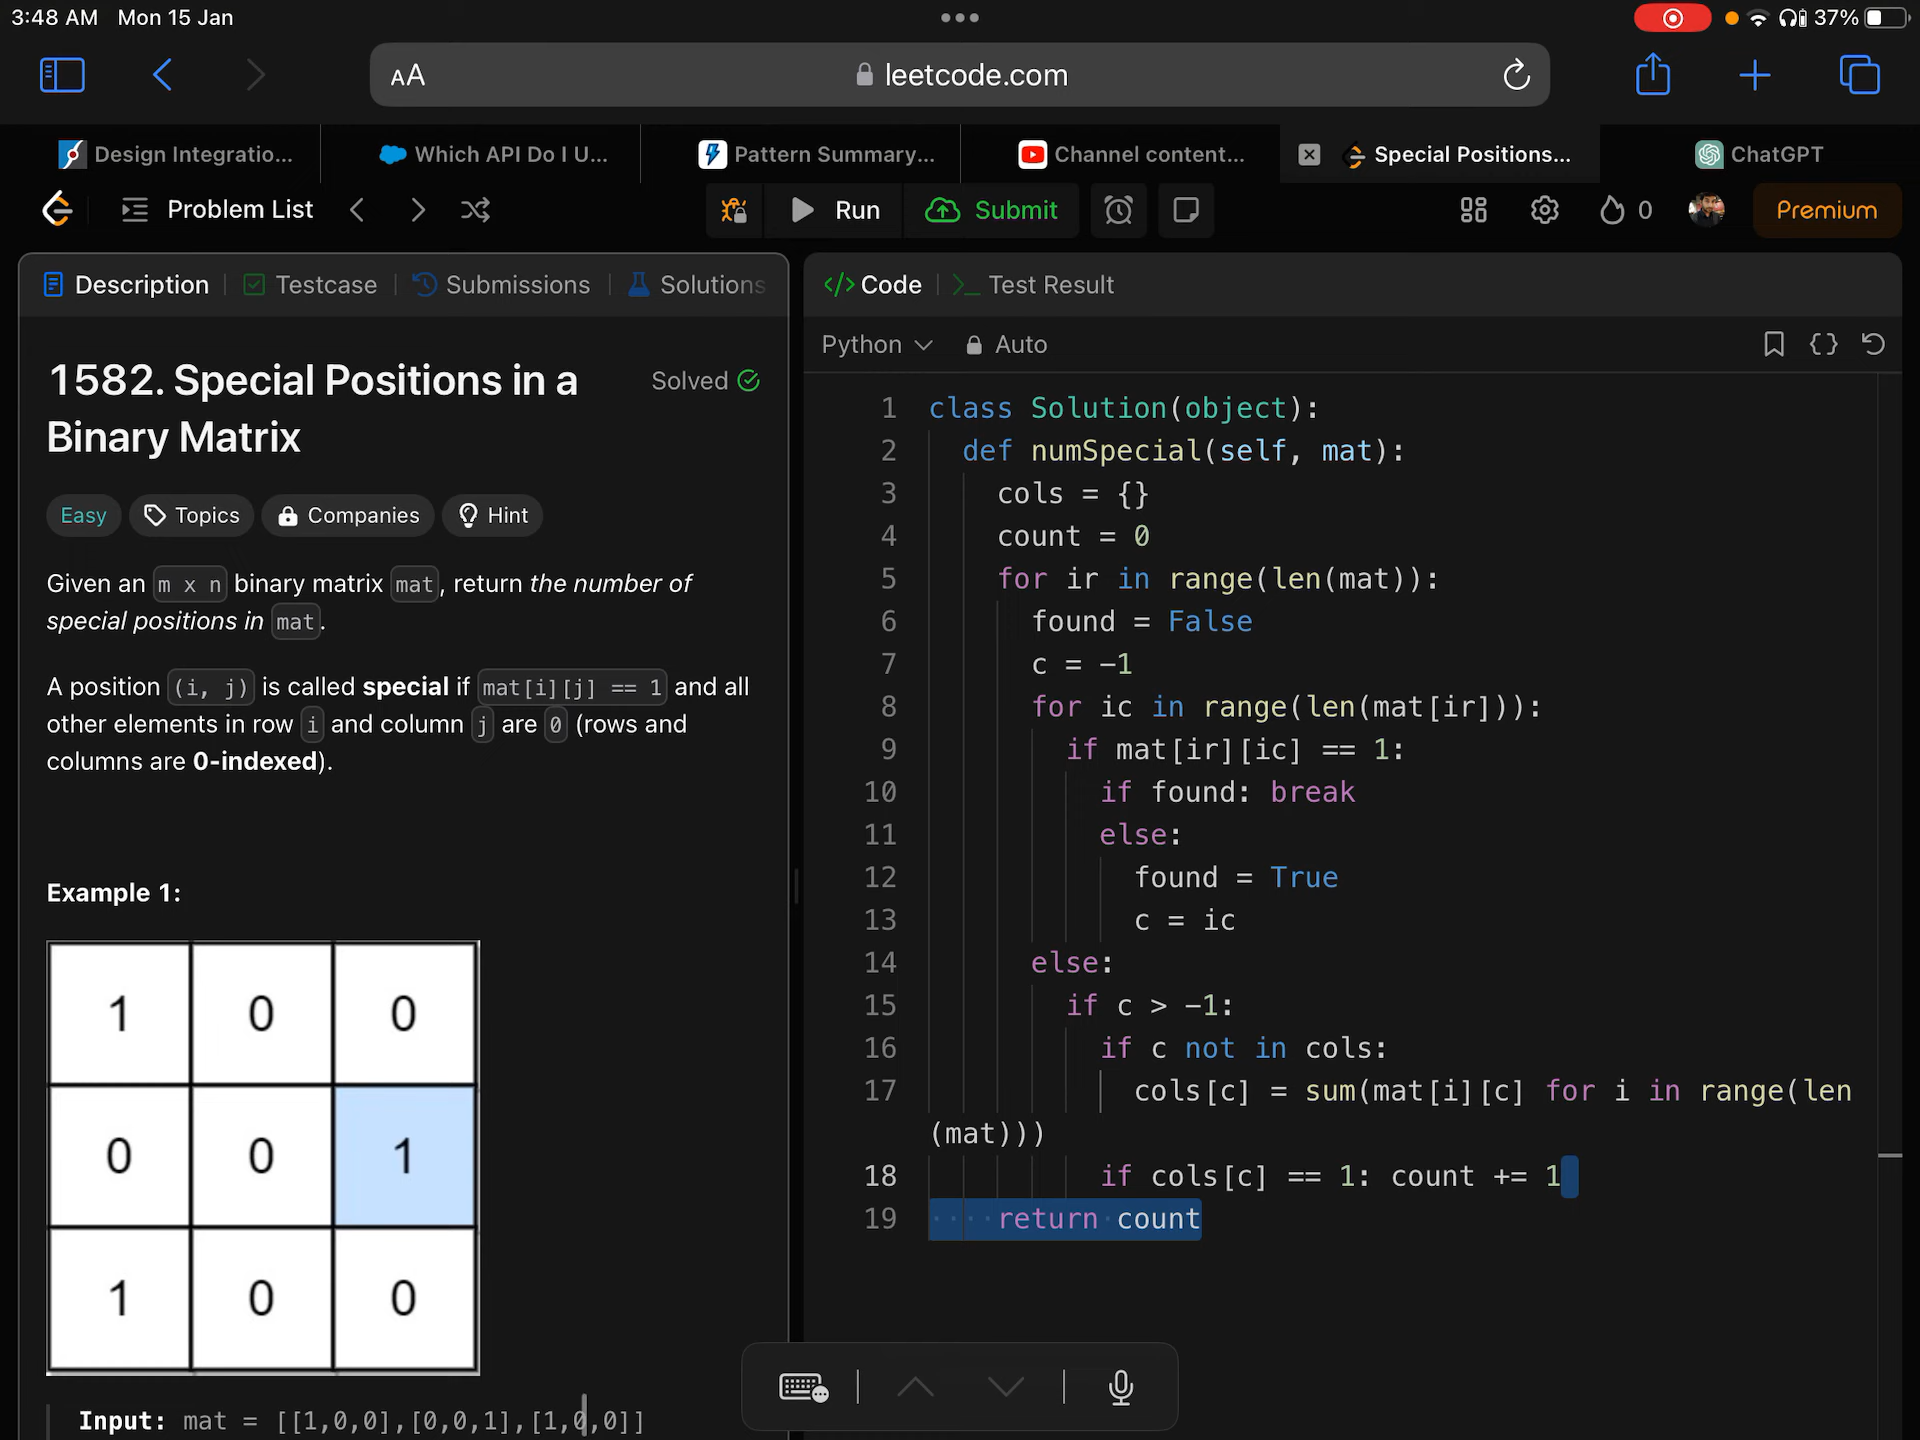 3:48 AM Mon 15 Jan
37%
AA leetcode.com
Design Integratio...
Which API Do I U...
Pattern Summary...
Channel content...
Special Positions...
ChatGPT
Problem List
Run
Submit
0
Premium
Description
Testcase
Submissions
Solutions
1582. Special Positions in a
Binary Matrix
Solved
Easy
Topics
Companies
Hint
Given an m x n binary matrix mat, return the number of
special positions in mat.
A position (i, j) is called special if mat[i][j] == 1 and all
other elements in row i and column j are 0 (rows and
columns are 0-indexed).
Example 1:
1 0 0
0 0 1
1 0 0
Input: mat = [[1,0,0],[0,0,1],[1,0,0]]
</> Code
>_ Test Result
Python
Auto
{}
1 class Solution(object):
2 def numSpecial(self, mat):
3 cols = {}
4 count = 0
5 for ir in range(len(mat)):
6 found = False
7 c = -1
8 for ic in range(len(mat[ir])):
9 if mat[ir][ic] == 1:
10 if found: break
11 else:
12 found = True
13 c = ic
14 else:
15 if c > -1:
16 if c not in cols:
17 cols[c] = sum(mat[i][c] for i in range(len
(mat)))
18 if cols[c] == 1: count += 1
19 return count